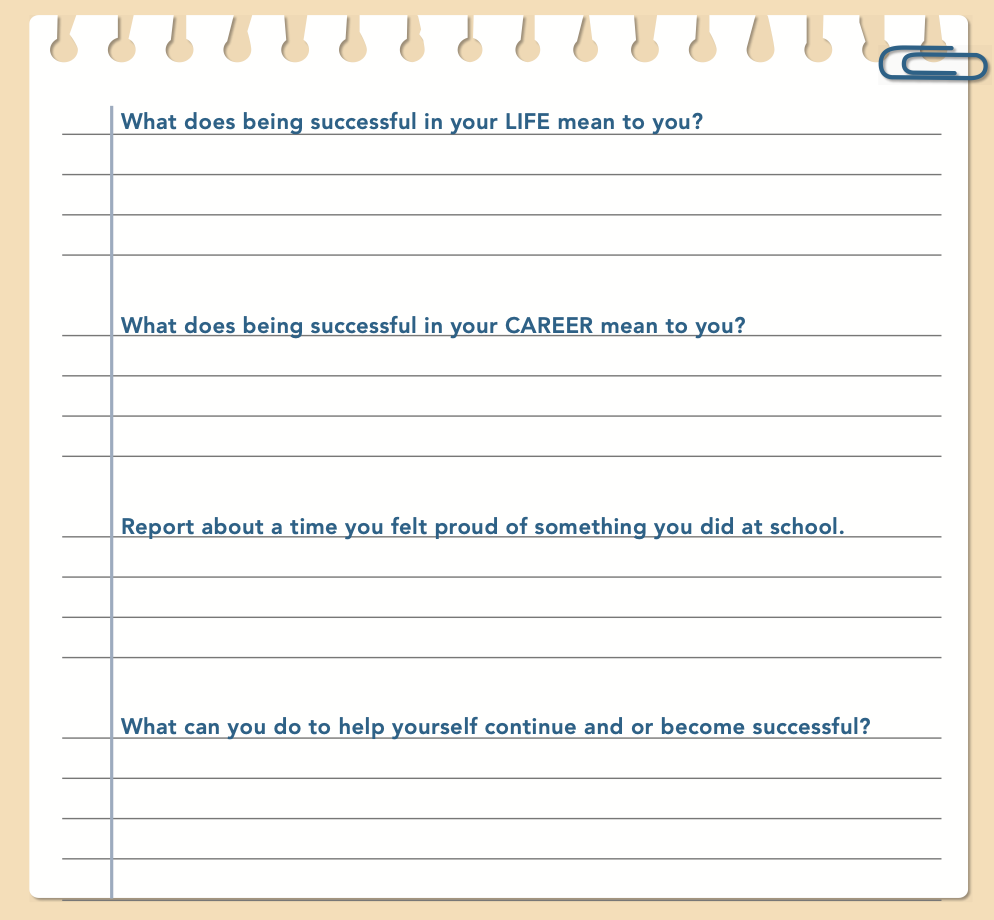 What does being successful in your LIFE mean to you?
What does being successful in your CAREER mean to you?
Report about a time you felt proud of something you did at school.
What can you do to help yourself continue and or become successful?